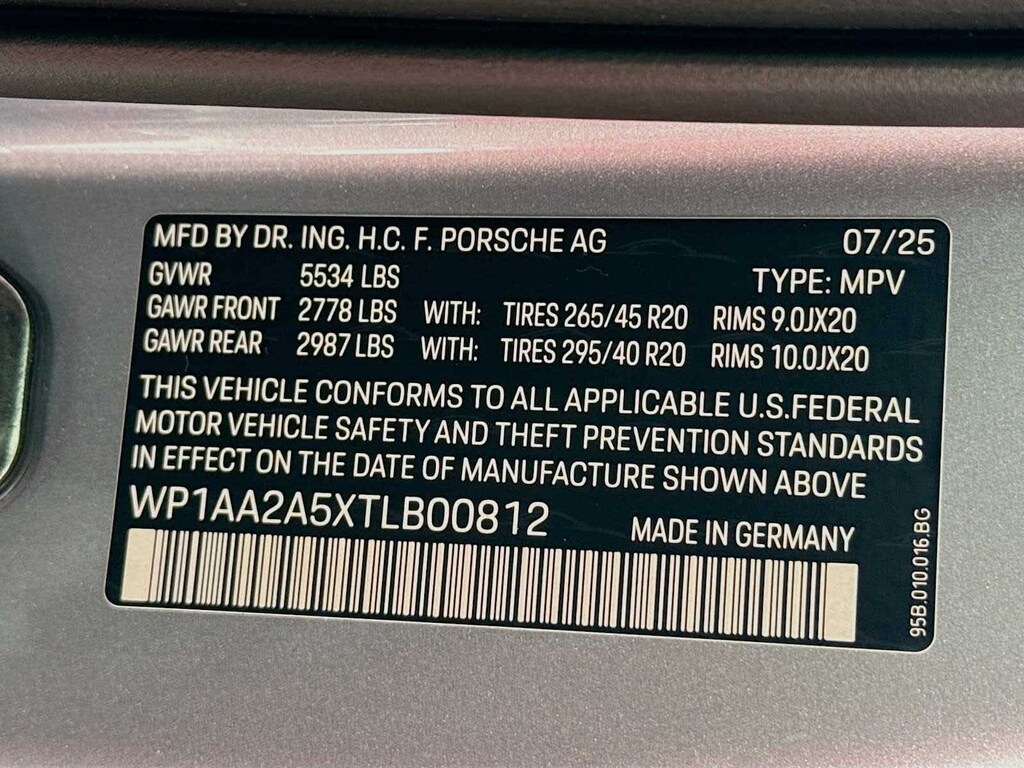 MFD BY DR. ING. H.C. F. PORSCHE AG 07/25
GVWR 5534 LBS TYPE: MPV
GAWR FRONT 2778 LBS WITH: TIRES 265/45 R20 RIMS 9.0JX20
GAWR REAR 2987 LBS WITH: TIRES 295/40 R20 RIMS 10.0JX20
THIS VEHICLE CONFORMS TO ALL APPLICABLE U.S.FEDERAL
MOTOR VEHICLE SAFETY AND THEFT PREVENTION STANDARDS
IN EFFECT ON THE DATE OF MANUFACTURE SHOWN ABOVE
WP1AA2A5XTLB00812 MADE IN GERMANY
95B.010.016.BG